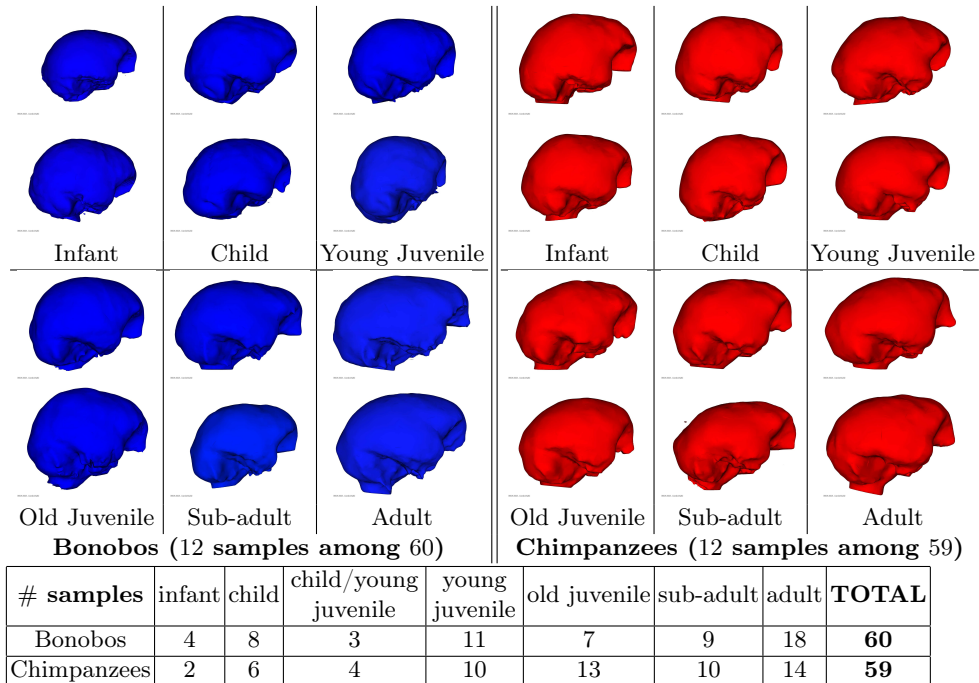 Infant Child Young Juvenile Infant Child Young Juvenile
Old Juvenile Sub-adult Adult Old Juvenile Sub-adult Adult
Bonobos (12 samples among 60) Chimpanzees (12 samples among 59)
# samples infant child child/young juvenile young juvenile old juvenile sub-adult adult TOTAL
Bonobos 4 8 3 11 7 9 18 60
Chimpanzees 2 6 4 10 13 10 14 59